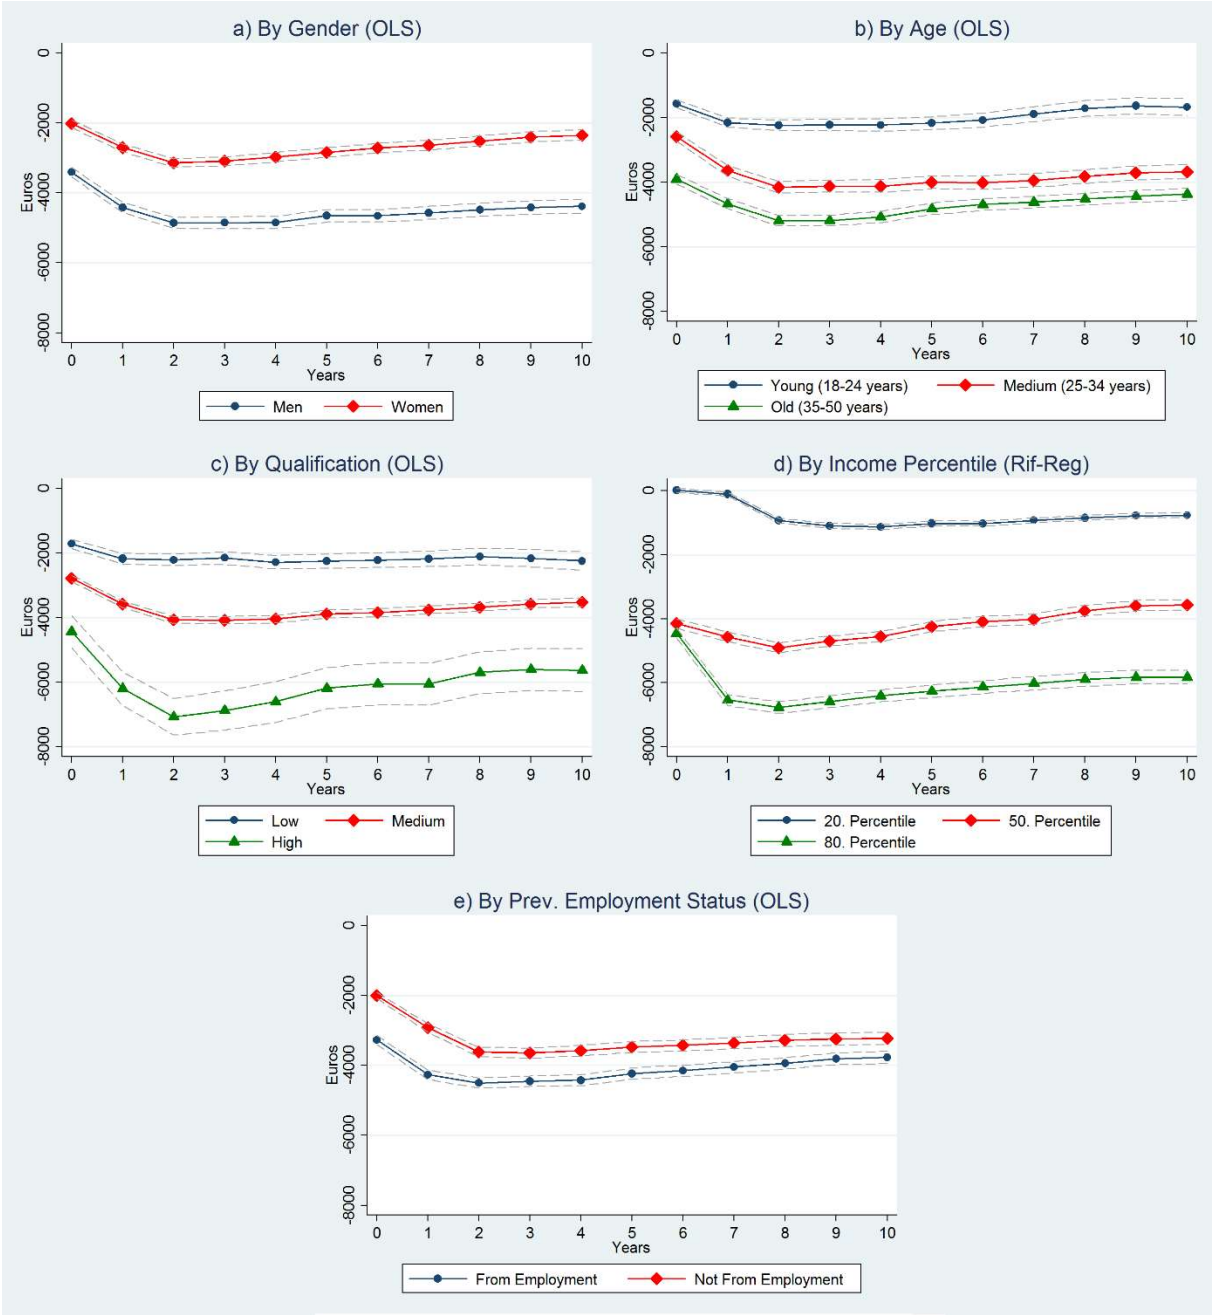 a) By Gender (OLS)
0
-2000
-4000
-6000
-8000
Euros
0 1 2 3 4 5 6 7 8 9 10
Years
Men Women
b) By Age (OLS)
0
-2000
-4000
-6000
-8000
Euros
0 1 2 3 4 5 6 7 8 9 10
Years
Young (18-24 years) Medium (25-34 years)
Old (35-50 years)
c) By Qualification (OLS)
0
-2000
-4000
-6000
-8000
Euros
0 1 2 3 4 5 6 7 8 9 10
Years
Low Medium
High
d) By Income Percentile (Rif-Reg)
0
-2000
-4000
-6000
-8000
Euros
0 1 2 3 4 5 6 7 8 9 10
Years
20. Percentile 50. Percentile
80. Percentile
e) By Prev. Employment Status (OLS)
0
-2000
-4000
-6000
-8000
Euros
0 1 2 3 4 5 6 7 8 9 10
Years
From Employment Not From Employment